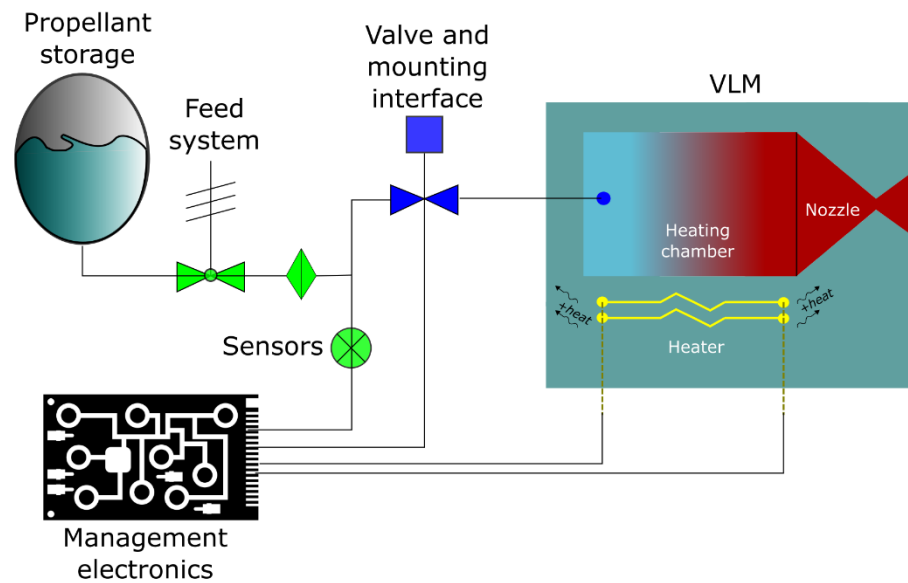 Propellant
storage
Feed
system
Valve and
mounting
interface
VLM
Heating
chamber
Nozzle
+heat
+heat
Heater
Sensors
Management
electronics